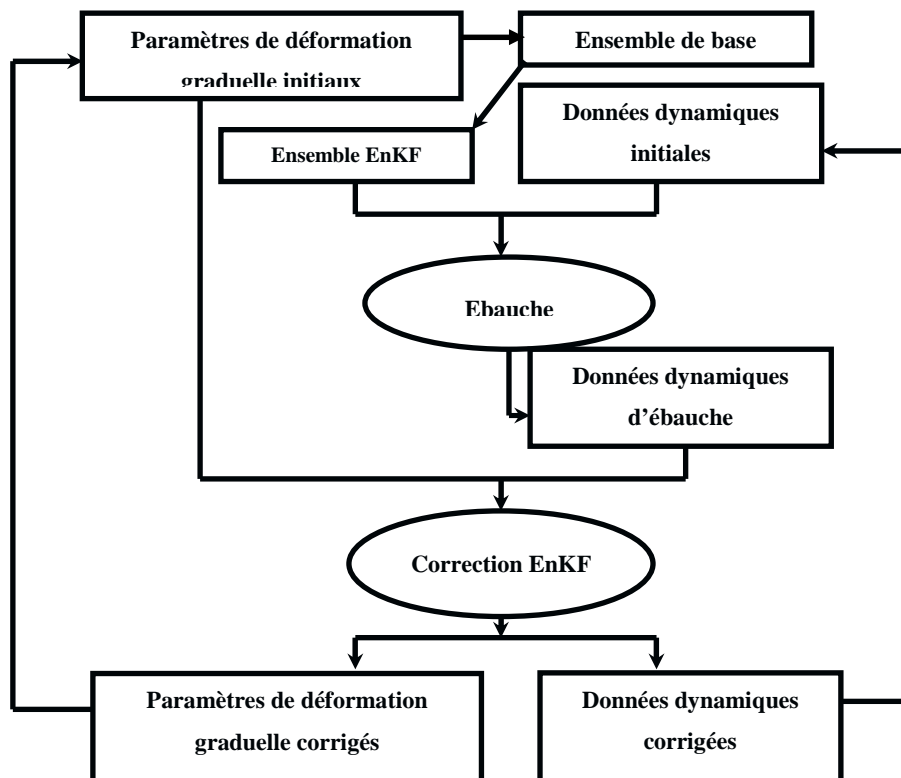 Paramètres de déformation
graduelle initiaux
Ensemble de base
Données dynamiques
initiales
Ensemble EnKF
Ebauche
Données dynamiques
d’ébauche
Correction EnKF
Paramètres de déformation
graduelle corrigés
Données dynamiques
corrigées